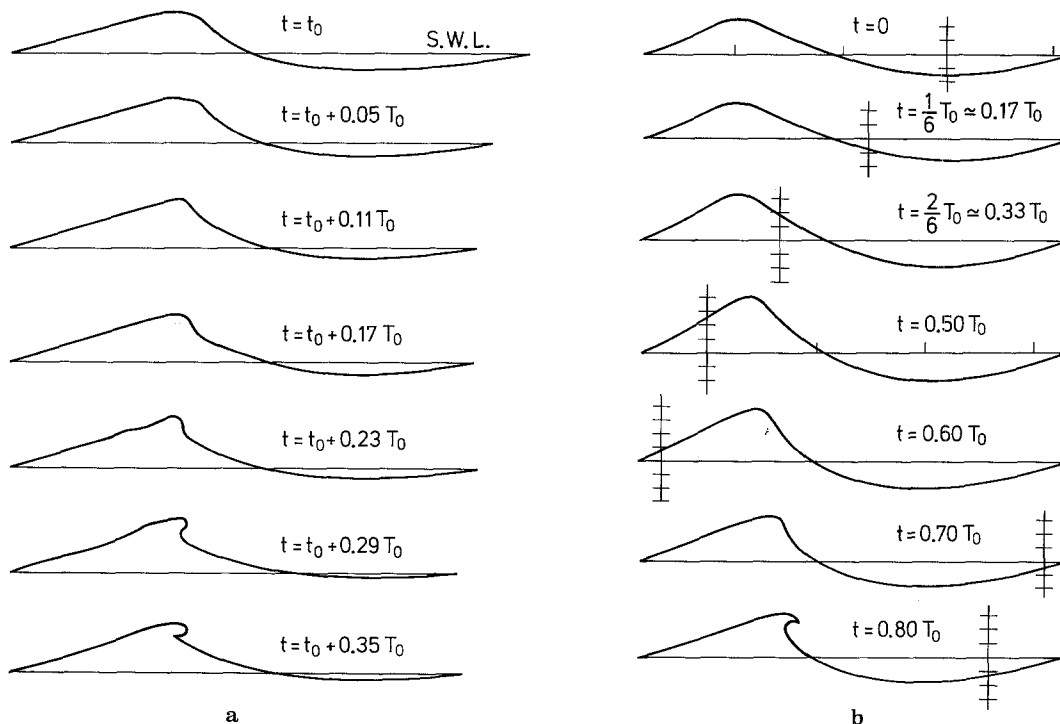 t = t₀
S.W.L.
t = t₀ + 0.05 T₀
t = t₀ + 0.11 T₀
t = t₀ + 0.17 T₀
t = t₀ + 0.23 T₀
t = t₀ + 0.29 T₀
t = t₀ + 0.35 T₀
a
t = 0
t = 1/6 T₀ ≃ 0.17 T₀
t = 2/6 T₀ ≃ 0.33 T₀
t = 0.50 T₀
t = 0.60 T₀
t = 0.70 T₀
t = 0.80 T₀
b